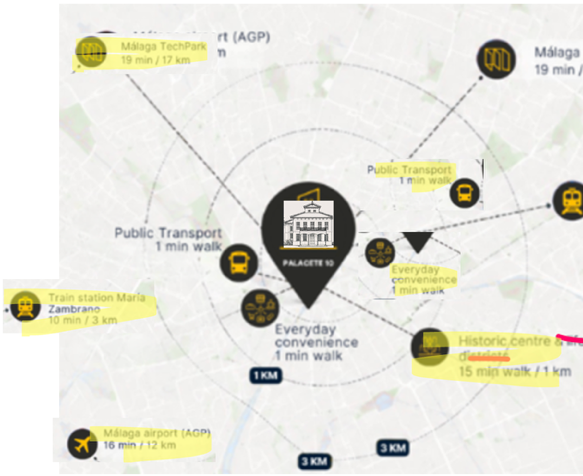 port (AGP)
m
Málaga TechPark
19 min / 17 km
Málaga
19 min /
Public Transport
1 min walk
Public Transport
1 min walk
PALACETE 10
Everyday
convenience
1 min walk
Train station María
Zambrano
10 min / 3 km
Everyday
convenience
1 min walk
Historic centre &
districts
15 min walk / 1 km
1 KM
Málaga airport (AGP)
16 min / 12 km
3 KM
3 KM